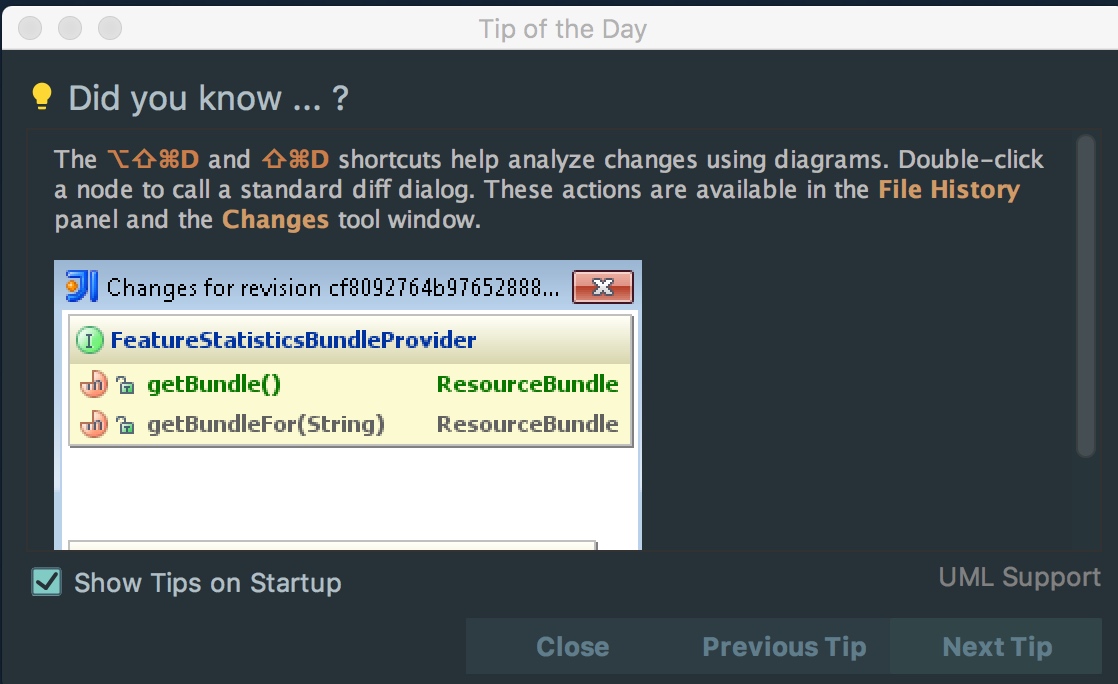 Tip of the Day
Did you know ... ?
The ⌥⇧⌘D and ⇧⌘D shortcuts help analyze changes using diagrams. Double-click
a node to call a standard diff dialog. These actions are available in the File History
panel and the Changes tool window.
Changes for revision cf8092764b97652888...
I FeatureStatisticsBundleProvider
m getBundle() ResourceBundle
m getBundleFor(String) ResourceBundle
Show Tips on Startup
UML Support
Close Previous Tip Next Tip